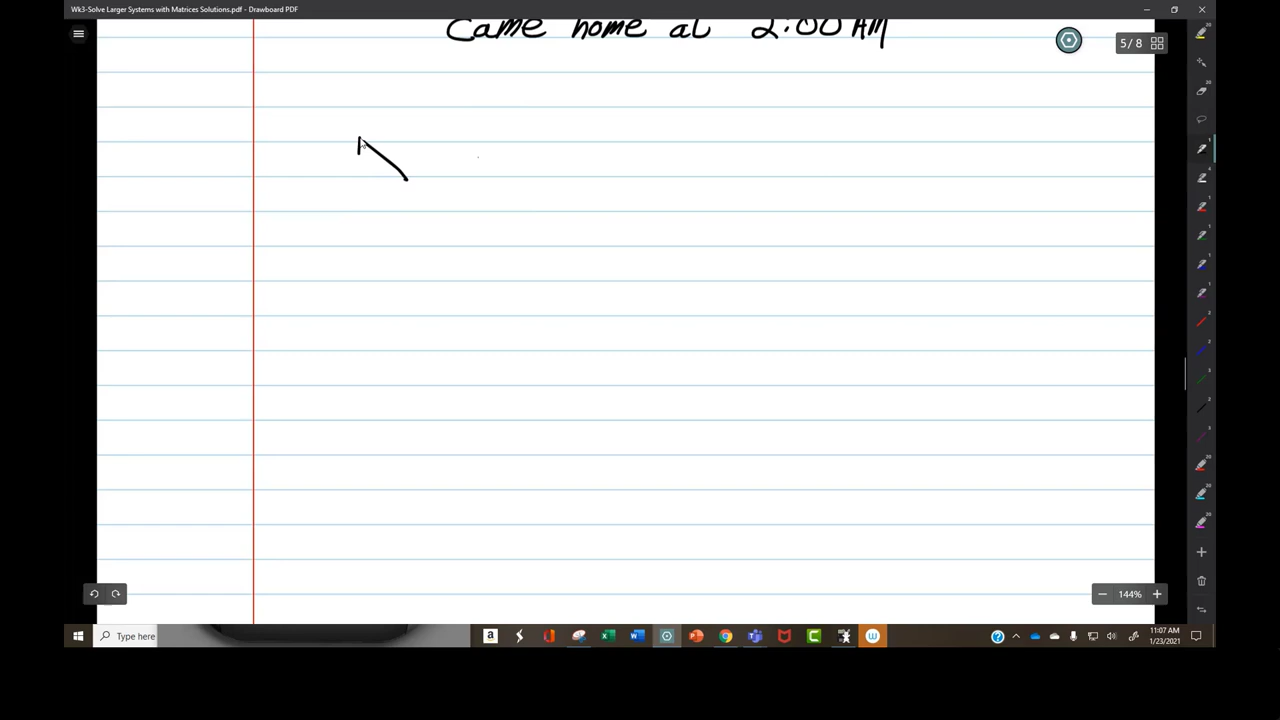 Wk3-Solve Larger Systems with Matrices Solutions.pdf - Drawboard PDF
Came home at 2:00 AM
5/8
144%
Type here
11:07 AM
1/23/2021